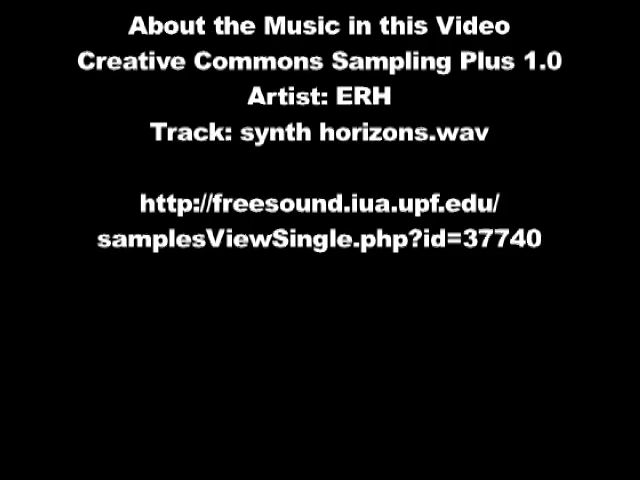 About the Music in this Video
Creative Commons Sampling Plus 1.0
Artist: ERH
Track: synth horizons.wav
http://freesound.iua.upf.edu/
samplesViewSingle.php?id=37740